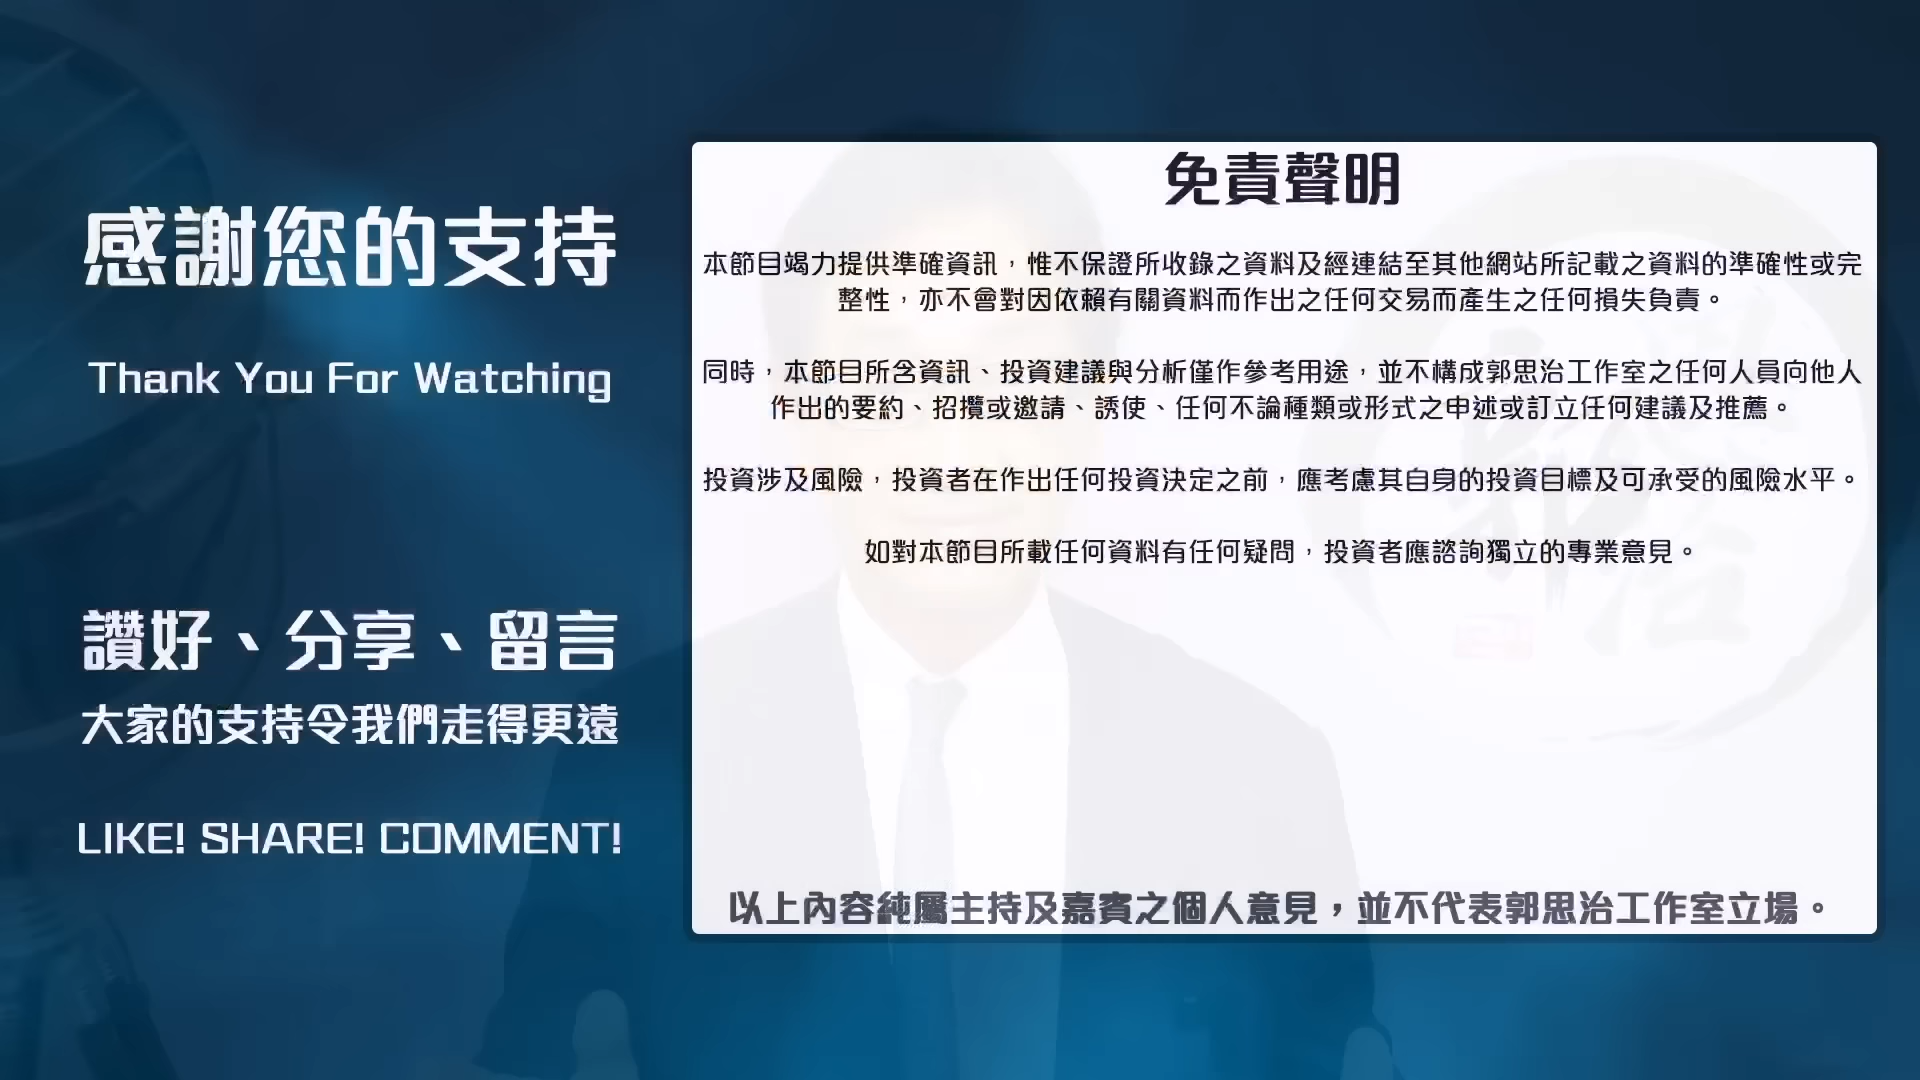 感謝您的支持
Thank You For Watching
讚好、分享、留言
大家的支持令我們走得更遠
LIKE! SHARE! COMMENT!
免責聲明
本節目竭力提供準確資訊，惟不保證所收錄之資料及經連結至其他網站所記載之資料的準確性或完
整性，亦不會對因依賴有關資料而作出之任何交易而產生之任何損失負責。
同時，本節目所含資訊、投資建議與分析僅作參考用途，並不構成郭思治工作室之任何人員向他人
作出的要約、招攬或邀請、誘使、任何不論種類或形式之申述或訂立任何建議及推薦。
投資涉及風險，投資者在作出任何投資決定之前，應考慮其自身的投資目標及可承受的風險水平。
如對本節目所載任何資料有任何疑問，投資者應諮詢獨立的專業意見。
以上內容純屬主持及嘉賓之個人意見，並不代表郭思治工作室立場。